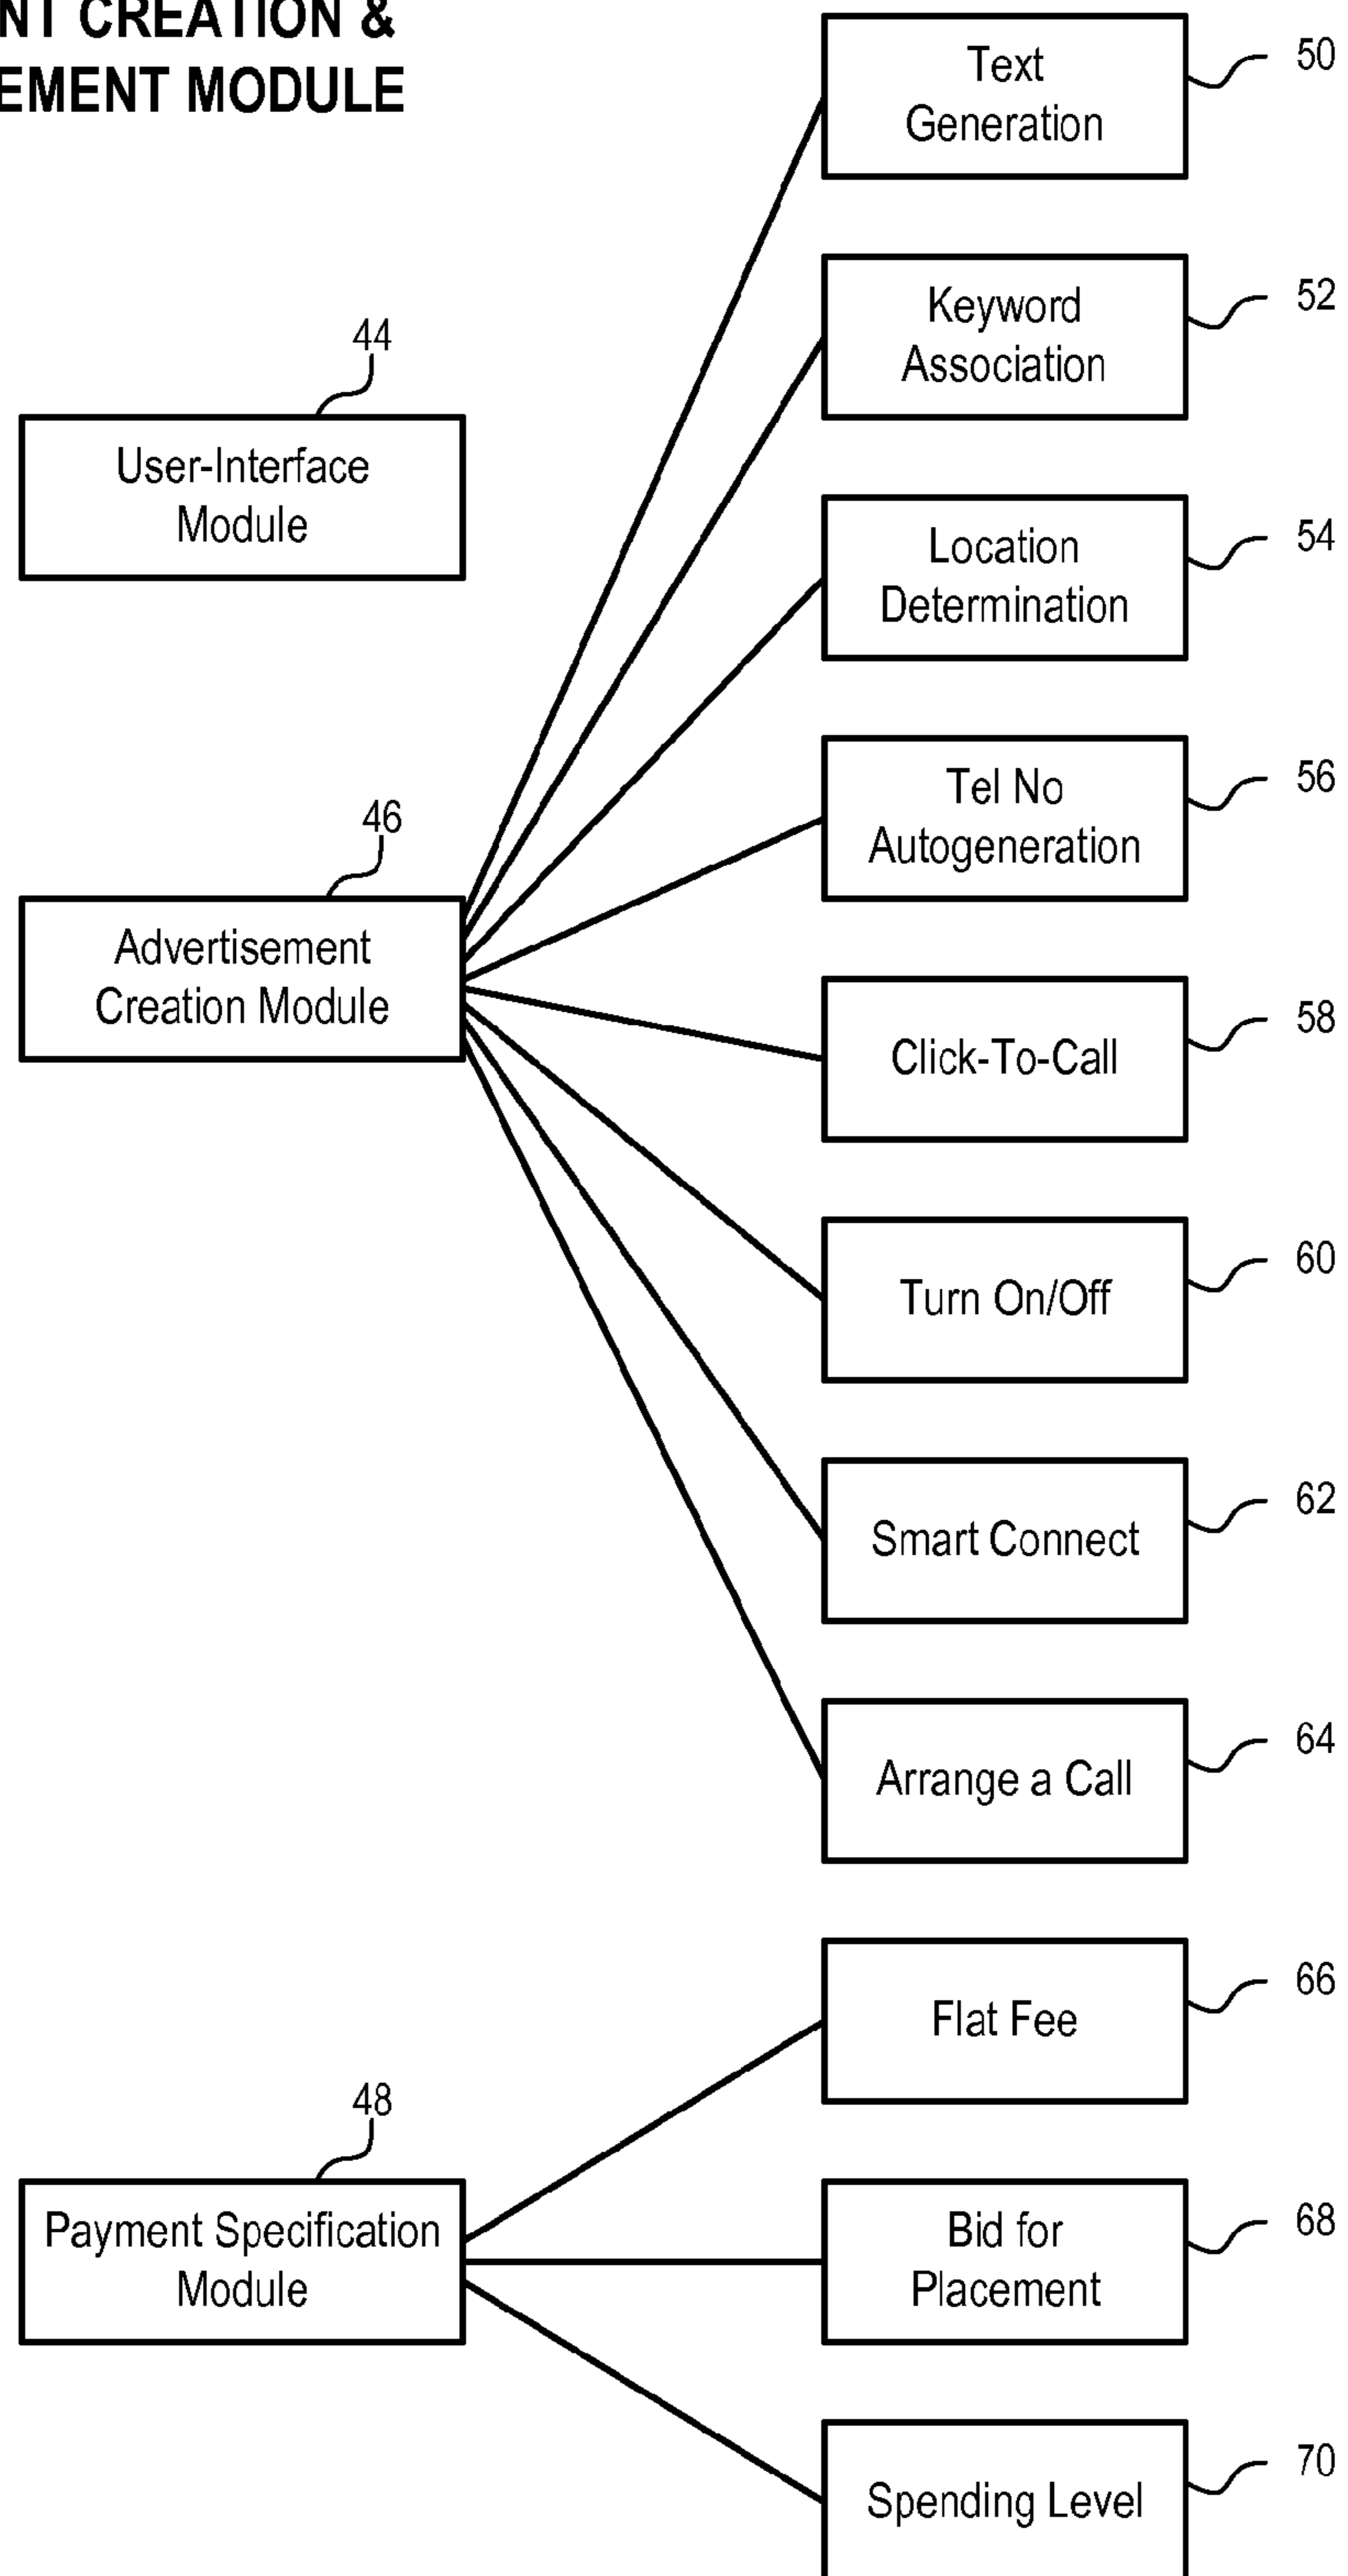 NT CREATION &
EMENT MODULE
Text
Generation
50
Keyword
Association
52
44
User-Interface
Module
Location
Determination
54
Tel No
Autogeneration
56
46
Advertisement
Creation Module
Click-To-Call
58
Turn On/Off
60
Smart Connect
62
Arrange a Call
64
Flat Fee
66
48
Payment Specification
Module
Bid for
Placement
68
Spending Level
70